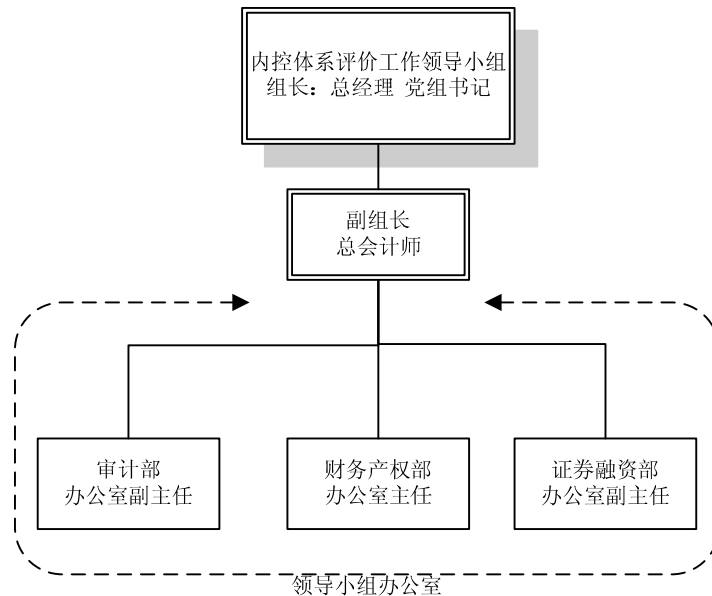 内控体系评价工作领导小组
组长：总经理 党组书记
副组长
总会计师
审计部
办公室副主任
财务产权部
办公室主任
证券融资部
办公室副主任
领导小组办公室